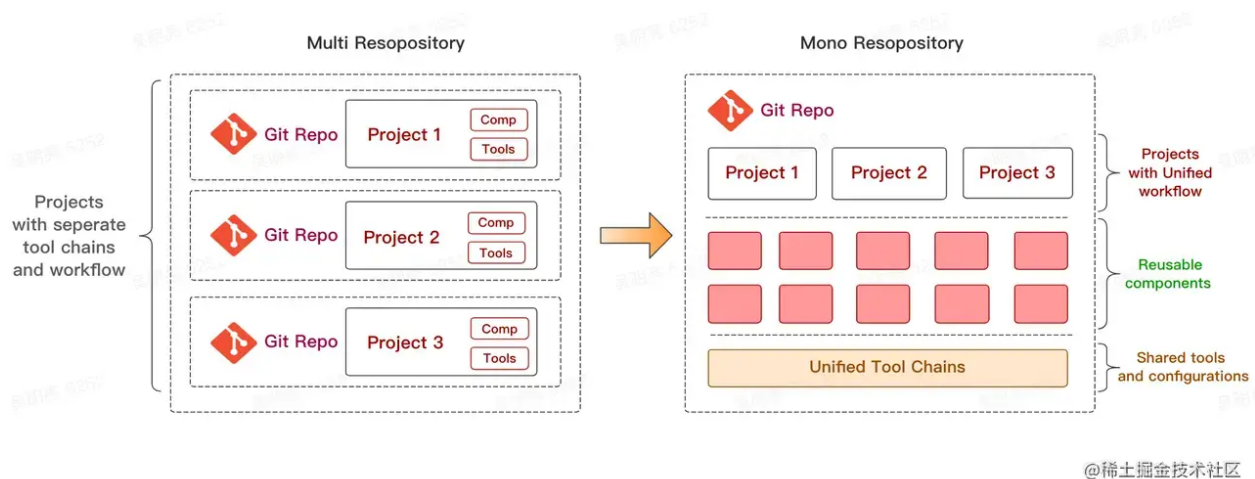 Multi Resopository
Mono Resopository
Projects
with seperate
tool chains
and workflow
Git Repo
Project 1
Comp
Tools
Git Repo
Project 2
Comp
Tools
Git Repo
Project 3
Comp
Tools
Git Repo
Project 1
Project 2
Project 3
Projects
with Unified
workflow
Reusable
components
Unified Tool Chains
Shared tools
and configurations
@稀土掘金技术社区